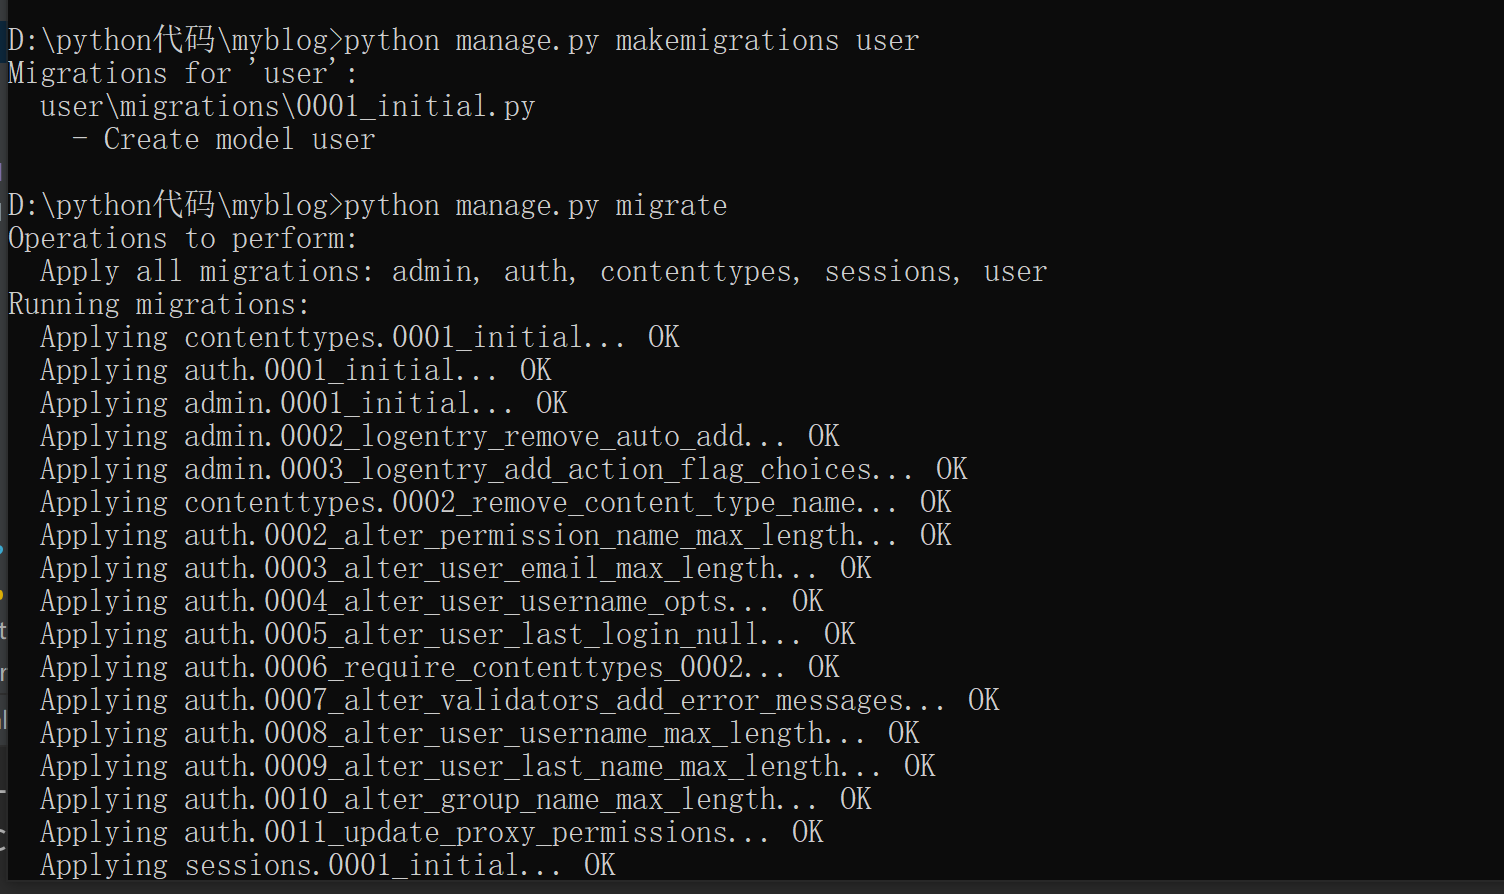 D:\python代码\myblog>python manage.py makemigrations user
Migrations for 'user':
  user\migrations\0001_initial.py
    - Create model user
D:\python代码\myblog>python manage.py migrate
Operations to perform:
  Apply all migrations: admin, auth, contenttypes, sessions, user
Running migrations:
  Applying contenttypes.0001_initial... OK
  Applying auth.0001_initial... OK
  Applying admin.0001_initial... OK
  Applying admin.0002_logentry_remove_auto_add... OK
  Applying admin.0003_logentry_add_action_flag_choices... OK
  Applying contenttypes.0002_remove_content_type_name... OK
  Applying auth.0002_alter_permission_name_max_length... OK
  Applying auth.0003_alter_user_email_max_length... OK
  Applying auth.0004_alter_user_username_opts... OK
  Applying auth.0005_alter_user_last_login_null... OK
  Applying auth.0006_require_contenttypes_0002... OK
  Applying auth.0007_alter_validators_add_error_messages... OK
  Applying auth.0008_alter_user_username_max_length... OK
  Applying auth.0009_alter_user_last_name_max_length... OK
  Applying auth.0010_alter_group_name_max_length... OK
  Applying auth.0011_update_proxy_permissions... OK
  Applying sessions.0001_initial... OK